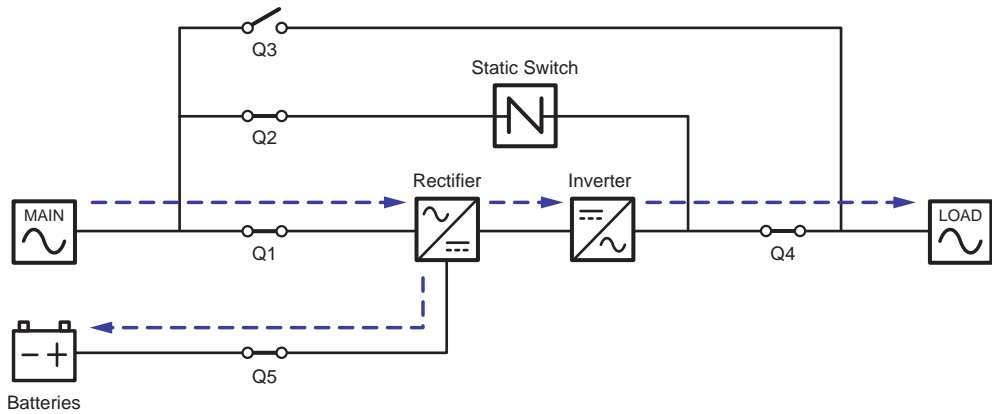 Q3
Static Switch
Q2
Rectifier
Inverter
MAIN
LOAD
Q1
Q4
Q5
Batteries